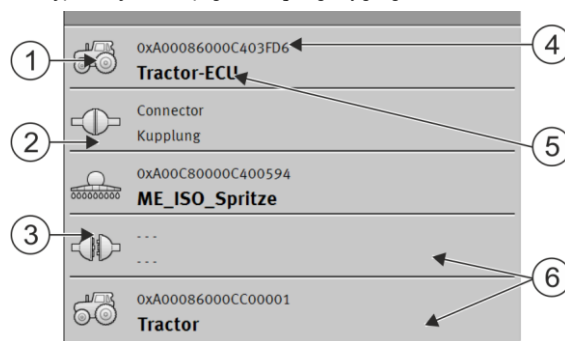 0xA00086000C403FD6
4
1
Tractor-ECU
Connector
2
Kupplung
5
0xA00C80000C400594
ME_ISO_Spritze
3
---
---
6
0xA00086000CC00001
Tractor